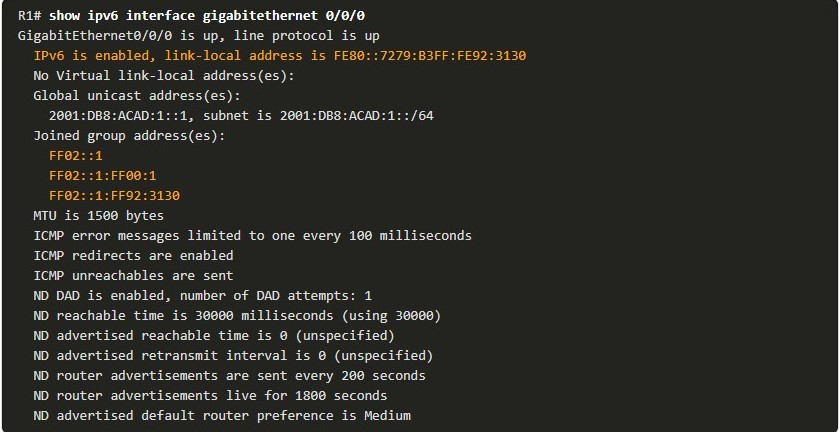 R1# show ipv6 interface gigabitethernet 0/0/0
GigabitEthernet0/0/0 is up, line protocol is up
IPv6 is enabled, link-local address is FE80::7279:B3FF:FE92:3130
No Virtual link-local address(es):
Global unicast address(es):
2001:DB8:ACAD:1::1, subnet is 2001:DB8:ACAD:1::/64
Joined group address(es):
FF02::1
FF02::1:FF00:1
FF02::1:FF92:3130
MTU is 1500 bytes
ICMP error messages limited to one every 100 milliseconds
ICMP redirects are enabled
ICMP unreachables are sent
ND DAD is enabled, number of DAD attempts: 1
ND reachable time is 30000 milliseconds (using 30000)
ND advertised reachable time is 0 (unspecified)
ND advertised retransmit interval is 0 (unspecified)
ND router advertisements are sent every 200 seconds
ND router advertisements live for 1800 seconds
ND advertised default router preference is Medium